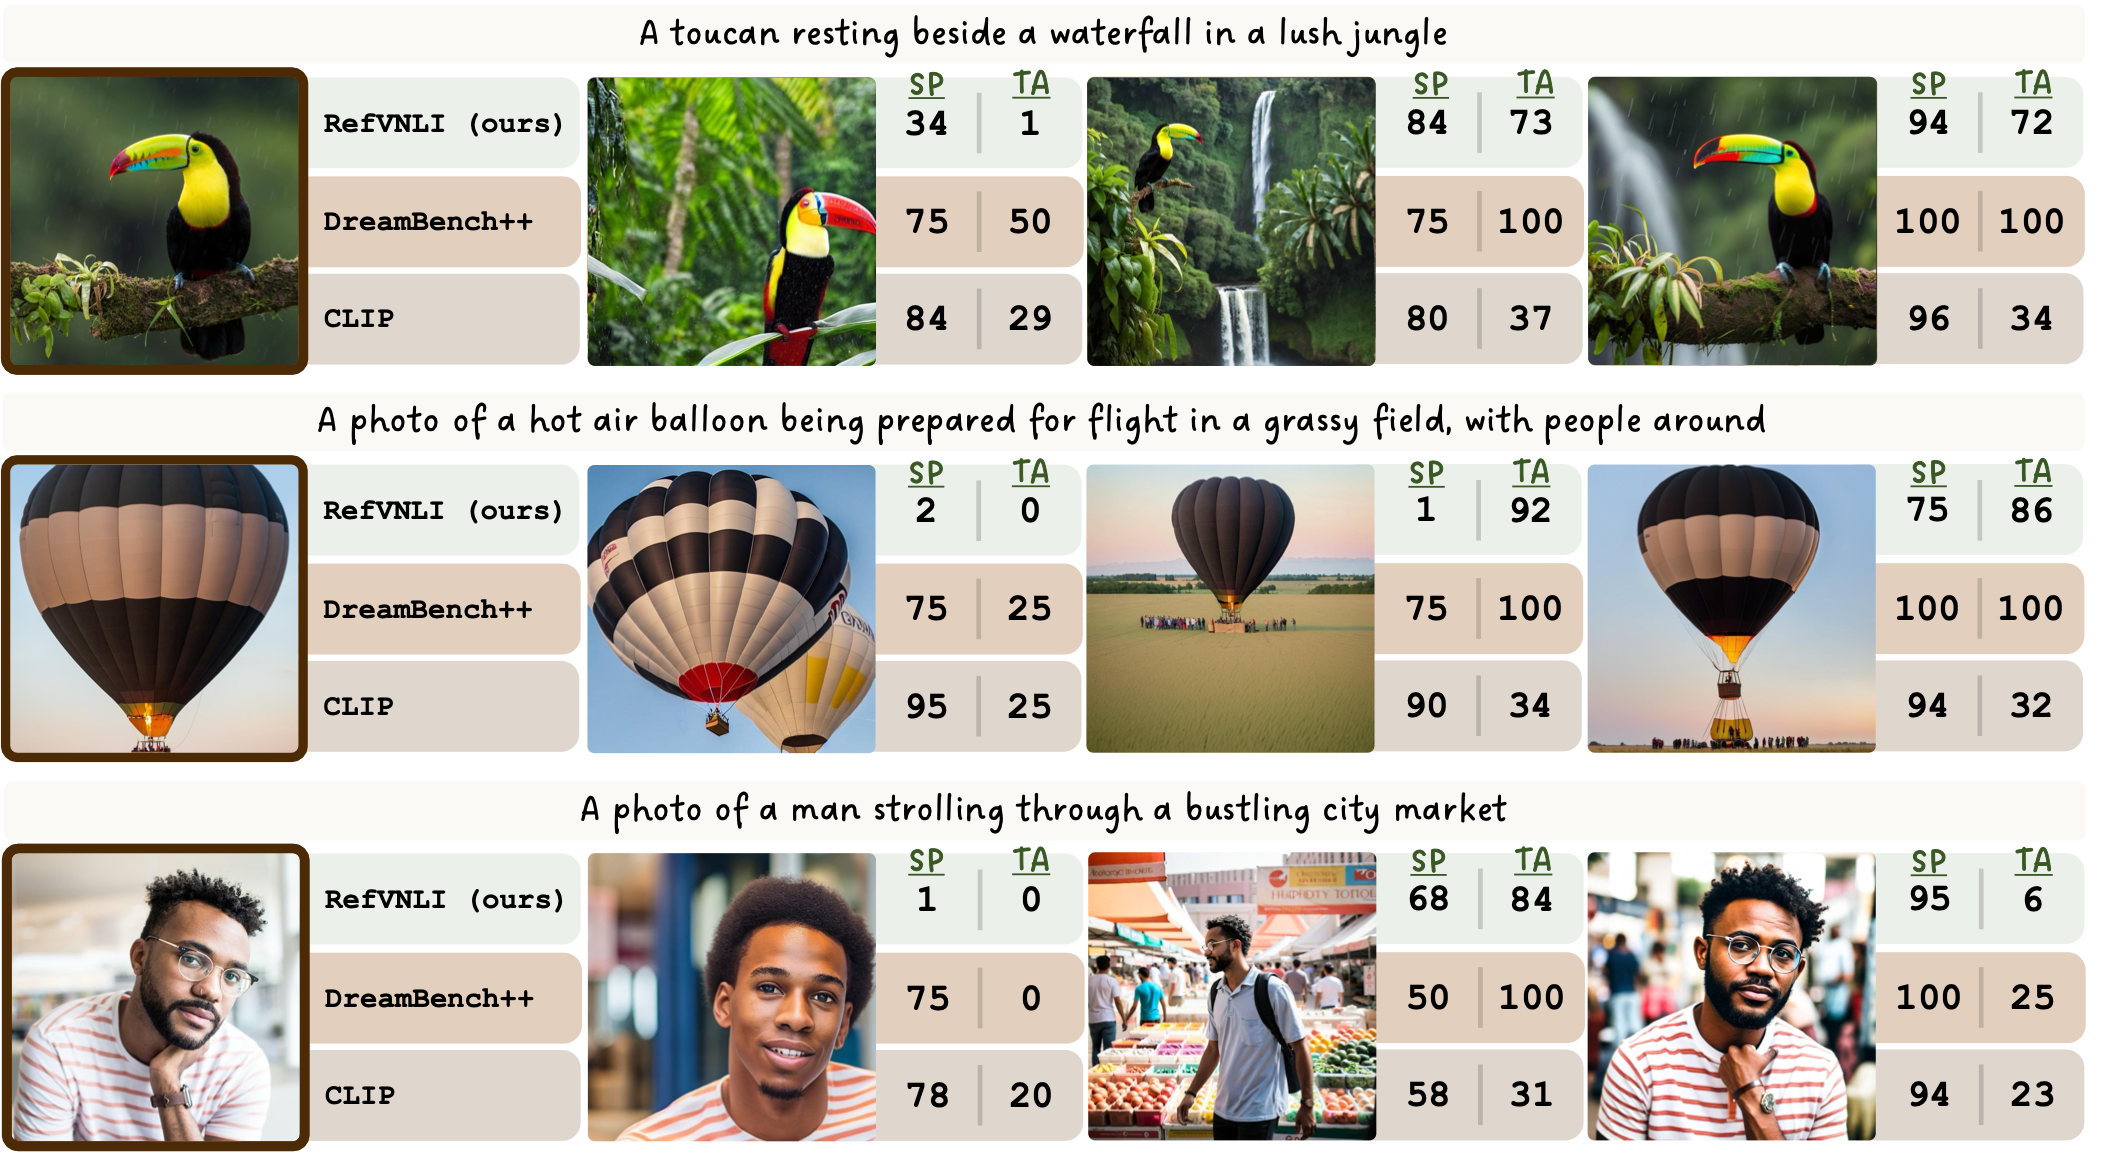 A toucan resting beside a waterfall in a lush jungle
SP TA SP TA SP TA
RefVNLI (ours) 34 1 84 73 94 72
DreamBench++ 75 50 75 100 100 100
CLIP 84 29 80 37 96 34
A photo of a hot air balloon being prepared for flight in a grassy field, with people around
SP TA SP TA SP TA
RefVNLI (ours) 2 0 1 92 75 86
DreamBench++ 75 25 75 100 100 100
CLIP 95 25 90 34 94 32
A photo of a man strolling through a bustling city market
SP TA SP TA SP TA
RefVNLI (ours) 1 0 68 84 95 6
DreamBench++ 75 0 50 100 100 25
CLIP 78 20 58 31 94 23